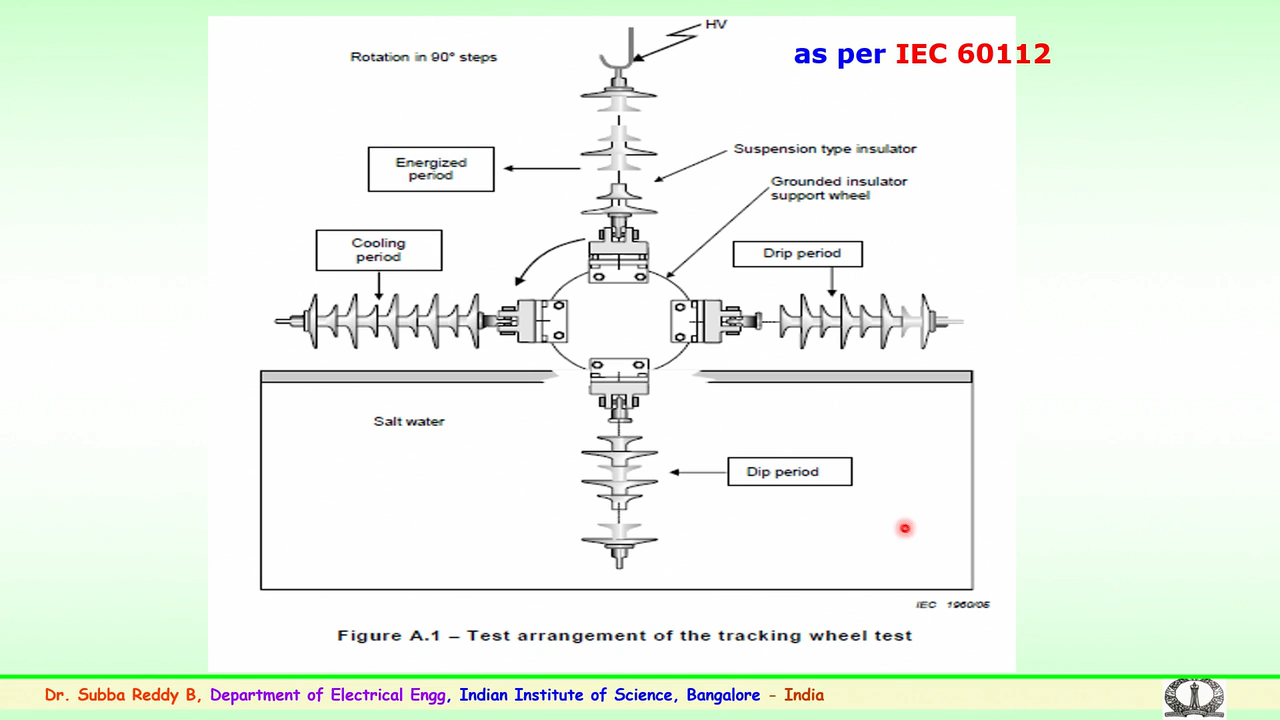 HV
as per IEC 60112
Rotation in 90° steps
Suspension type insulator
Energized
period
Grounded insulator
support wheel
Cooling
period
Drip period
Salt water
Dip period
IEC 1960/05
Figure A.1 – Test arrangement of the tracking wheel test
Dr. Subba Reddy B, Department of Electrical Engg, Indian Institute of Science, Bangalore - India